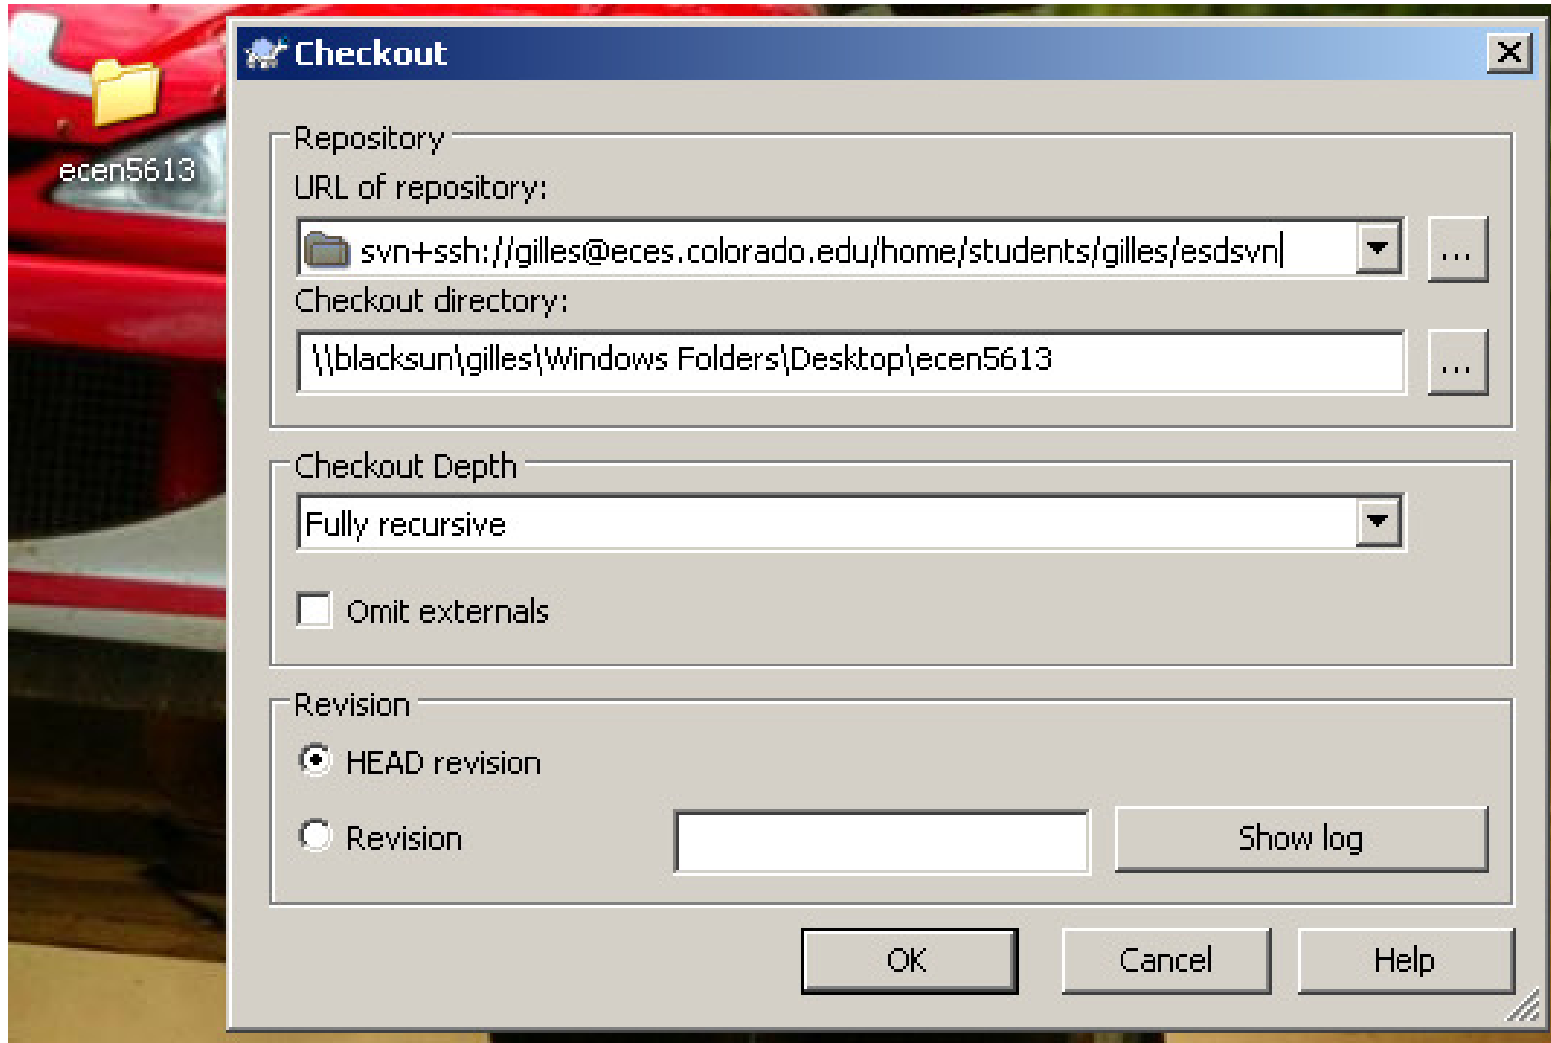 Checkout
ecen5613
Repository
URL of repository:
svn+ssh://gilles@eces.colorado.edu/home/students/gilles/esdsvn
...
Checkout directory:
\\blacksun\gilles\Windows Folders\Desktop\ecen5613
...
Checkout Depth
Fully recursive
Omit externals
Revision
HEAD revision
Revision
Show log
OK
Cancel
Help